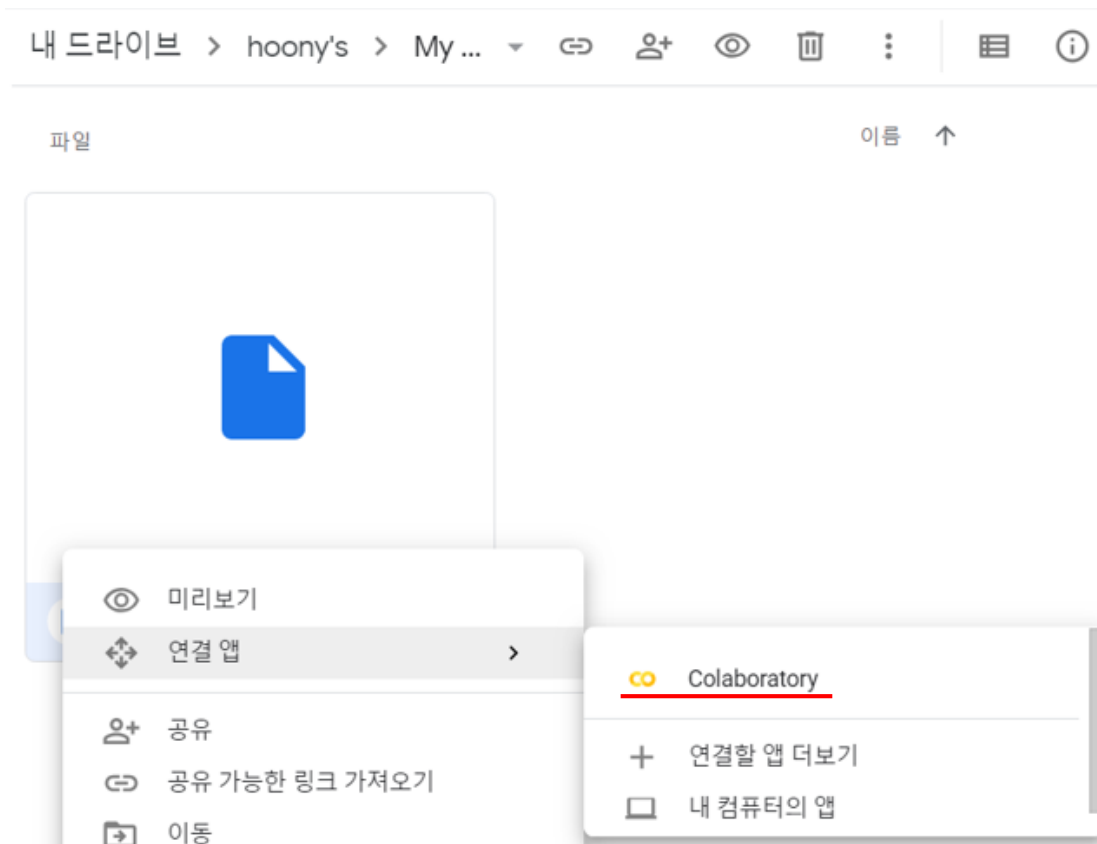 내 드라이브 > hoony's > My ...
파일
이름
미리보기
연결 앱
공유
공유 가능한 링크 가져오기
이동
Colaboratory
연결할 앱 더보기
내 컴퓨터의 앱